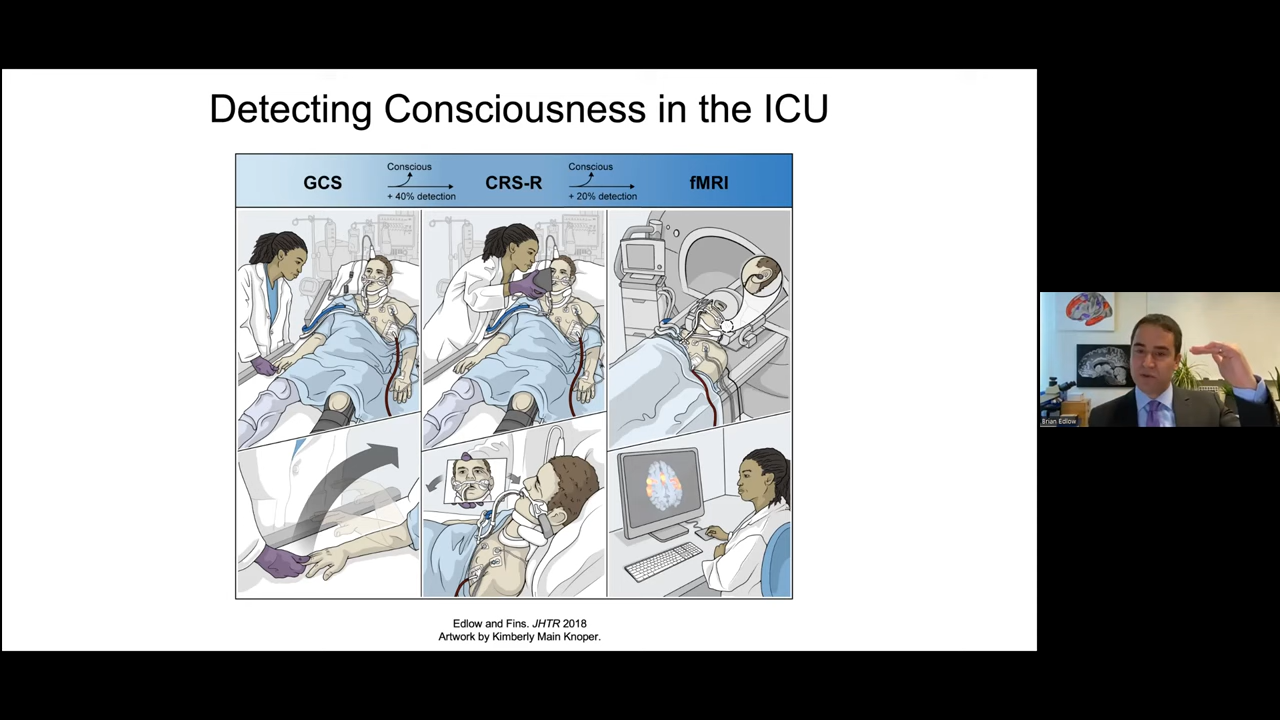 Detecting Consciousness in the ICU
GCS
Conscious
+ 40% detection
CRS-R
Conscious
+ 20% detection
fMRI
Brian Edlow
Edlow and Fins. JHTR 2018
Artwork by Kimberly Main Knoper.